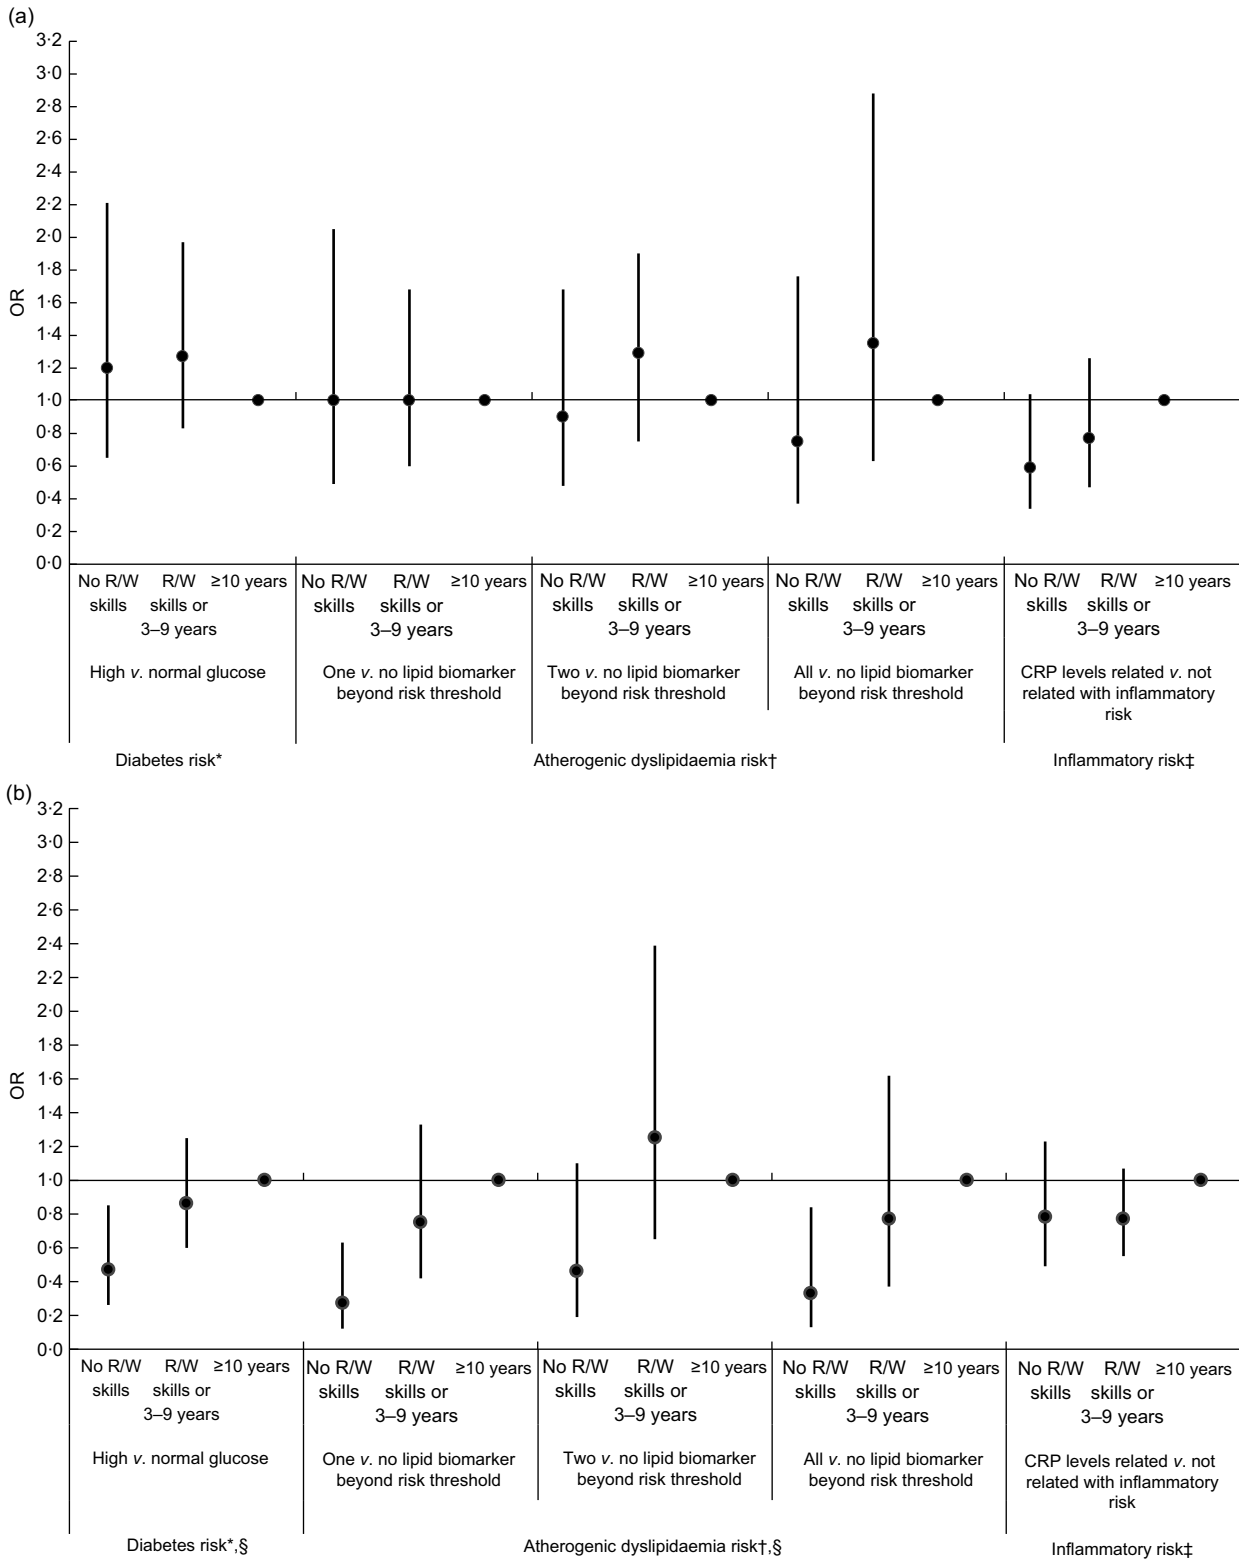 (a)
3·2
3·0
2·8
2·6
2·4
2·2
2·0
1·8
1·6
1·4
1·2
1·0
0·8
0·6
0·4
0·2
0·0
OR
No R/W R/W ≥10 years No R/W R/W ≥10 years No R/W R/W ≥10 years No R/W R/W ≥10 years No R/W R/W ≥10 years
skills skills or skills skills or skills skills or skills skills or skills skills or
3–9 years 3–9 years 3–9 years 3–9 years 3–9 years
High v. normal glucose One v. no lipid biomarker Two v. no lipid biomarker All v. no lipid biomarker CRP levels related v. not
beyond risk threshold beyond risk threshold beyond risk threshold related with inflammatory
risk
Diabetes risk* Atherogenic dyslipidaemia risk† Inflammatory risk‡
(b)
3·2
3·0
2·8
2·6
2·4
2·2
2·0
1·8
1·6
1·4
1·2
1·0
0·8
0·6
0·4
0·2
0·0
OR
No R/W R/W ≥10 years No R/W R/W ≥10 years No R/W R/W ≥10 years No R/W R/W ≥10 years No R/W R/W ≥10 years
skills skills or skills skills or skills skills or skills skills or skills skills or
3–9 years 3–9 years 3–9 years 3–9 years 3–9 years
High v. normal glucose One v. no lipid biomarker Two v. no lipid biomarker All v. no lipid biomarker CRP levels related v. not
beyond risk threshold beyond risk threshold beyond risk threshold related with inflammatory
risk
Diabetes risk*,§ Atherogenic dyslipidaemia risk†,§ Inflammatory risk‡